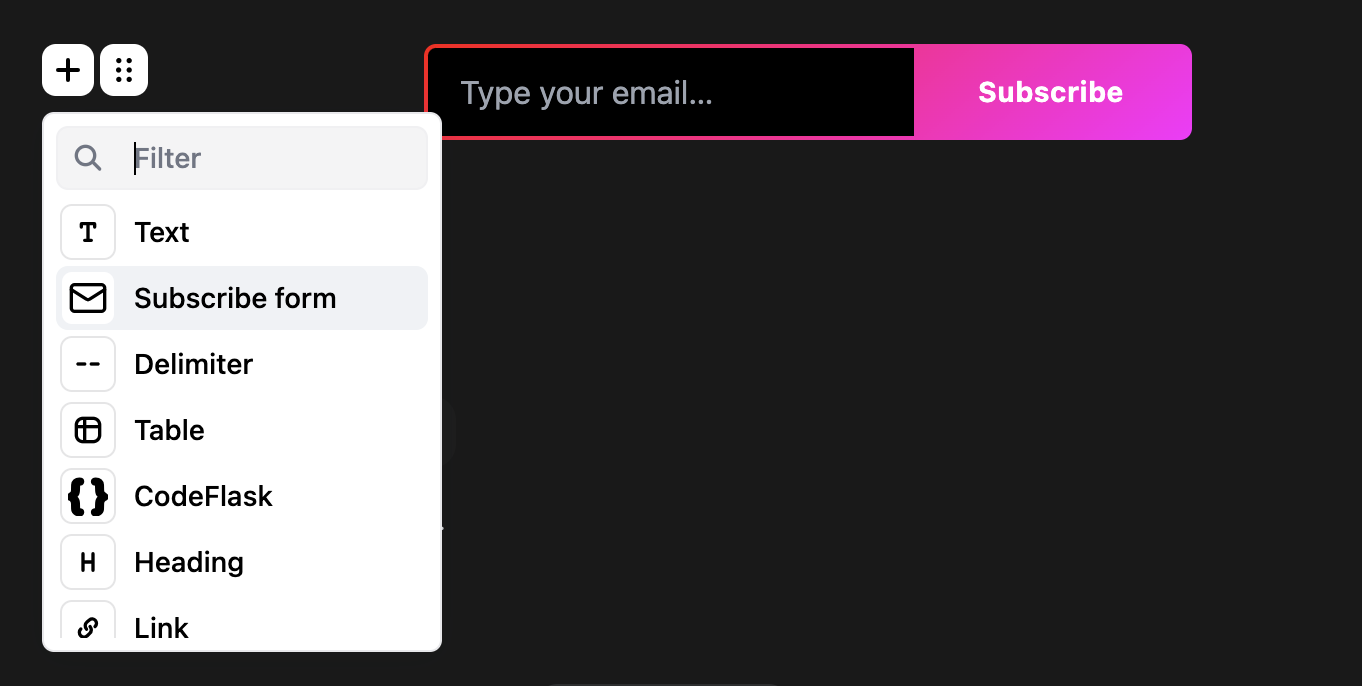 Type your email...
Subscribe
Filter
T Text
Subscribe form
-- Delimiter
Table
{} CodeFlask
H Heading
Link